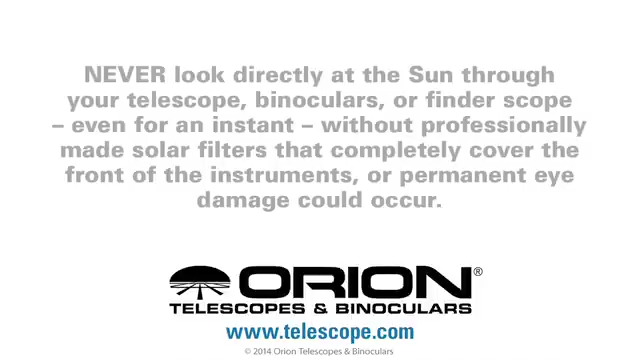 NEVER look directly at the Sun through
your telescope, binoculars, or finder scope
– even for an instant – without professionally
made solar filters that completely cover the
front of the instruments, or permanent eye
damage could occur.
ORION®
TELESCOPES & BINOCULARS
www.telescope.com
© 2014 Orion Telescopes & Binoculars